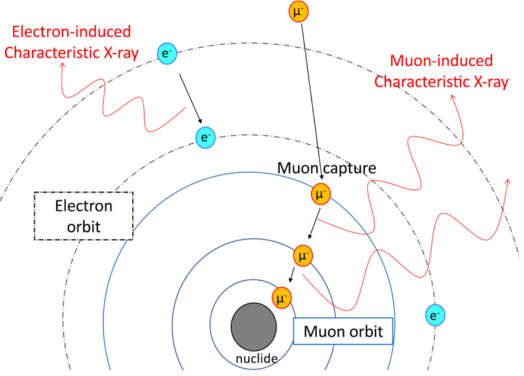 Electron-induced
Characteristic X-ray
e-
μ-
Muon-induced
Characteristic X-ray
e-
Muon capture
μ-
Electron
orbit
μ-
μ-
e-
Muon orbit
nuclide